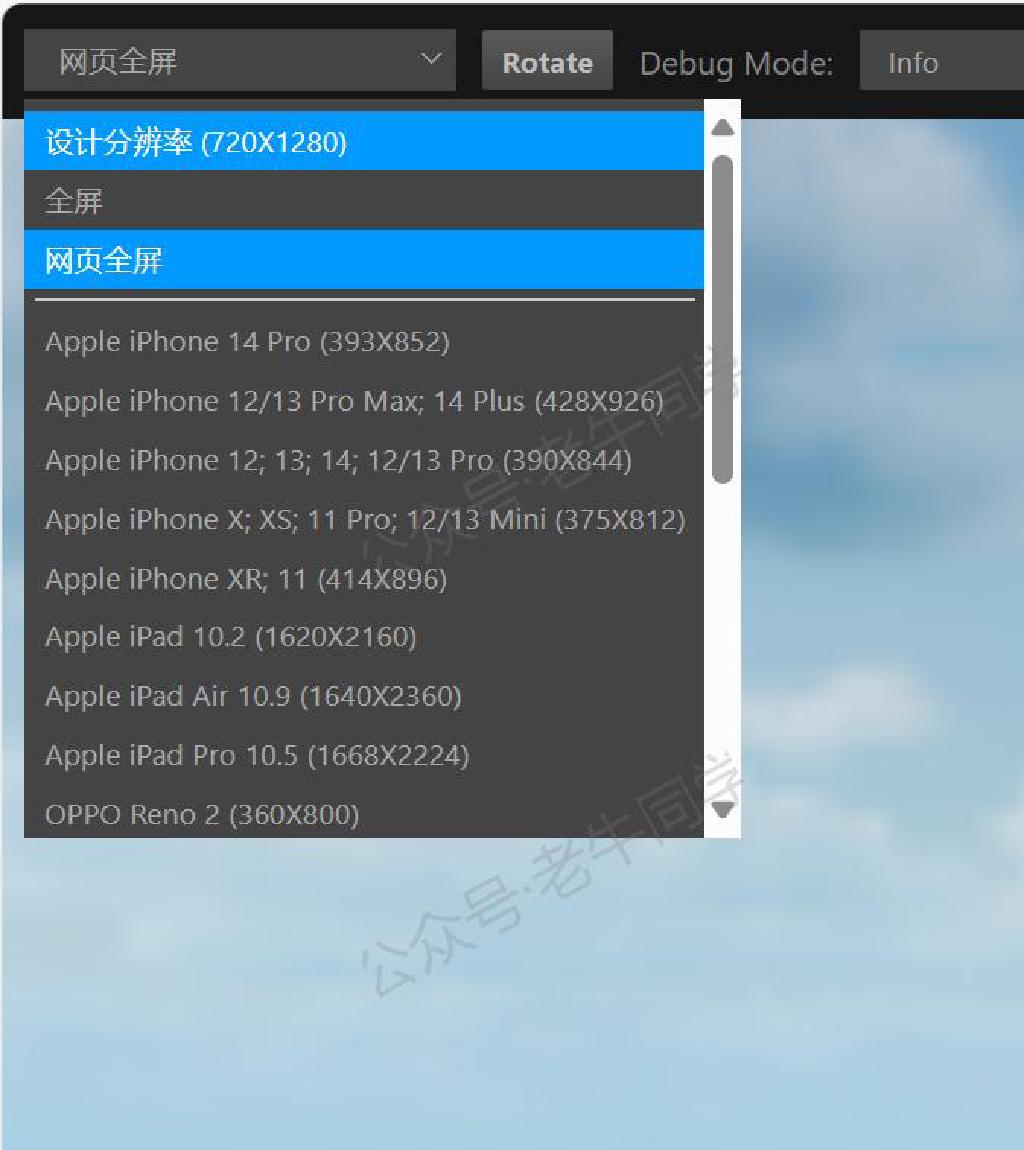 网页全屏 Rotate Debug Mode: Info
设计分辨率 (720X1280)
全屏
网页全屏
Apple iPhone 14 Pro (393X852)
Apple iPhone 12/13 Pro Max; 14 Plus (428X926)
Apple iPhone 12; 13; 14; 12/13 Pro (390X844)
Apple iPhone X; XS; 11 Pro; 12/13 Mini (375X812)
Apple iPhone XR; 11 (414X896)
Apple iPad 10.2 (1620X2160)
Apple iPad Air 10.9 (1640X2360)
Apple iPad Pro 10.5 (1668X2224)
OPPO Reno 2 (360X800)
公众号·老牛同学
公众号·老牛同学